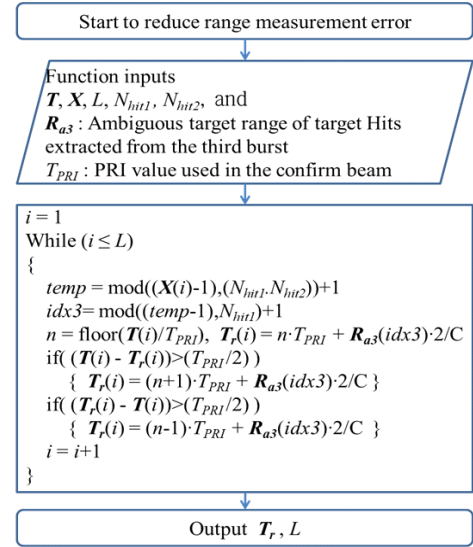 Start to reduce range measurement error
Function inputs
T, X, L, Nhit1, Nhit2, and
Ra3 : Ambiguous target range of target Hits
extracted from the third burst
TPRI : PRI value used in the confirm beam
i = 1
While (i ≤ L)
{
temp = mod((X(i)-1),(Nhit1.Nhit2))+1
idx3= mod((temp-1),Nhit1)+1
n = floor(T(i)/TPRI), Tr(i) = n·TPRI + Ra3(idx3)·2/C
if( (T(i) - Tr(i))>(TPRI/2) )
{ Tr(i) = (n+1)·TPRI + Ra3(idx3)·2/C }
if( (Tr(i) - T(i))>(TPRI/2) )
{ Tr(i) = (n-1)·TPRI + Ra3(idx3)·2/C }
i = i+1
}
Output Tr , L